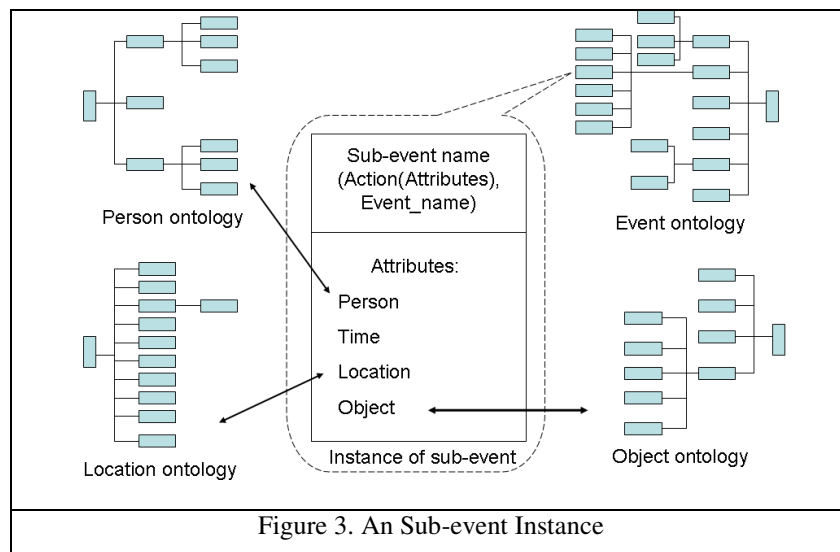 Person ontology
Location ontology
Sub-event name
(Action(Attributes),
Event_name)
Attributes:
Person
Time
Location
Object
Instance of sub-event
Event ontology
Object ontology
Figure 3. An Sub-event Instance